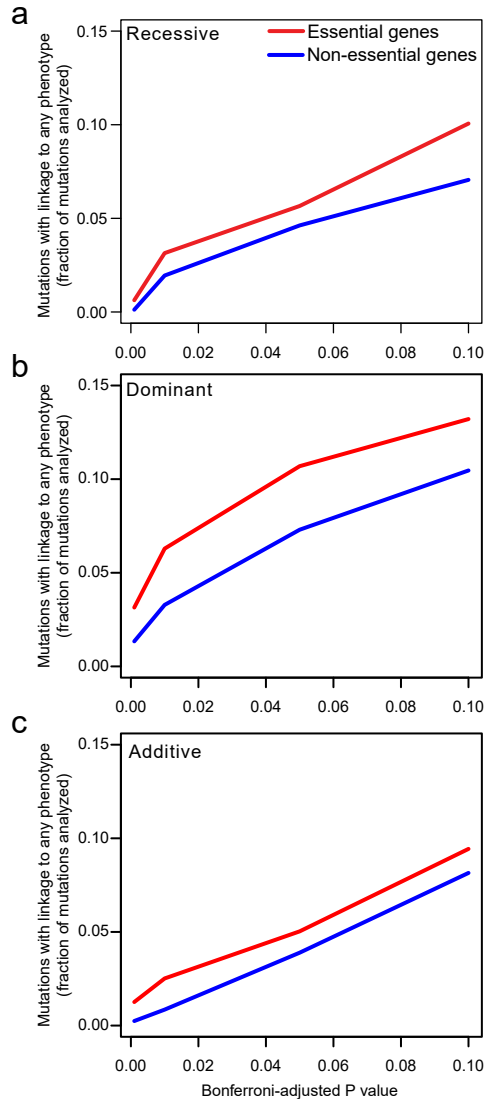 a
Recessive
Essential genes
Non-essential genes
Mutations with linkage to any phenotype
(fraction of mutations analyzed)
0.15
0.10
0.05
0.00
0.00 0.02 0.04 0.06 0.08 0.10
b
Dominant
Mutations with linkage to any phenotype
(fraction of mutations analyzed)
0.15
0.10
0.05
0.00
0.00 0.02 0.04 0.06 0.08 0.10
c
Additive
Mutations with linkage to any phenotype
(fraction of mutations analyzed)
0.15
0.10
0.05
0.00
0.00 0.02 0.04 0.06 0.08 0.10
Bonferroni-adjusted P value